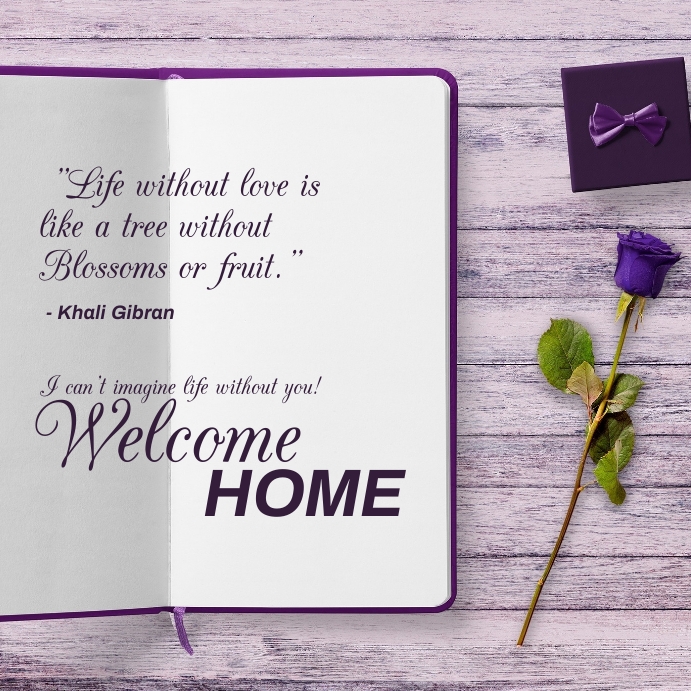 "Life without love is
like a tree without
Blossoms or fruit."
- Khali Gibran
I can't imagine life without you!
Welcome
HOME